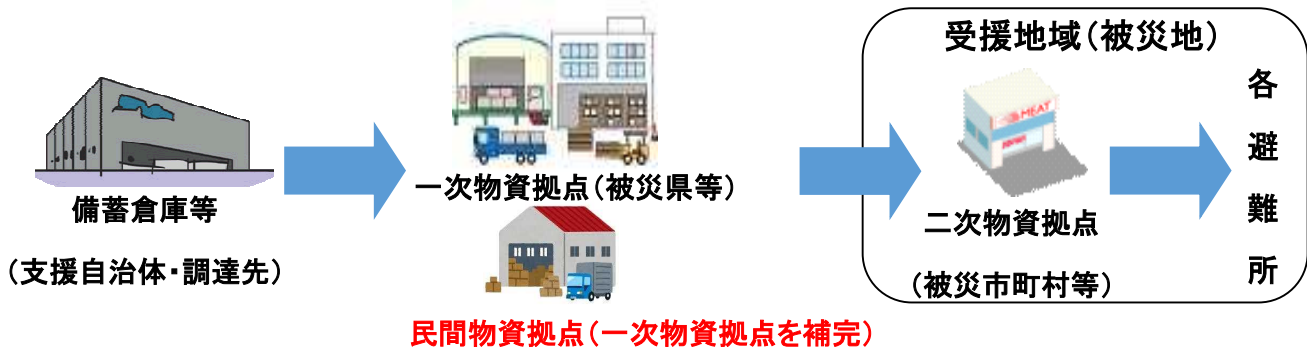 備蓄倉庫等
(支援自治体・調達先)
一次物資拠点(被災県等)
民間物資拠点(一次物資拠点を補完)
受援地域(被災地)
MEAT
二次物資拠点
(被災市町村等)
各避難所